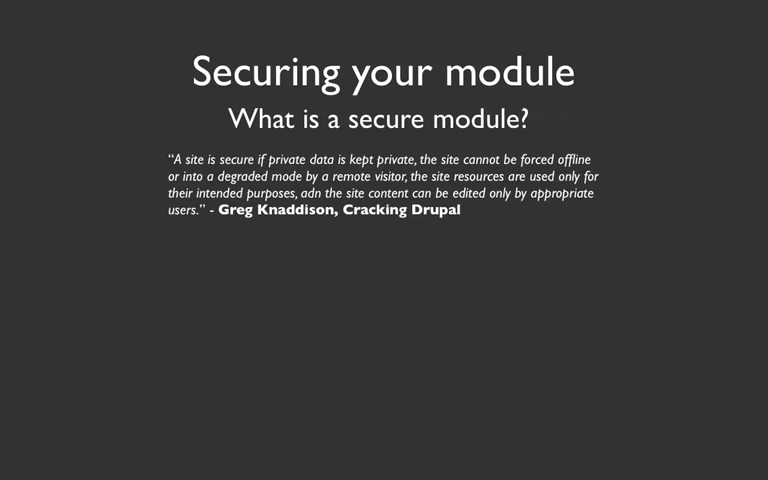 Securing your module
What is a secure module?
“A site is secure if private data is kept private, the site cannot be forced offline
or into a degraded mode by a remote visitor, the site resources are used only for
their intended purposes, adn the site content can be edited only by appropriate
users.” - Greg Knaddison, Cracking Drupal